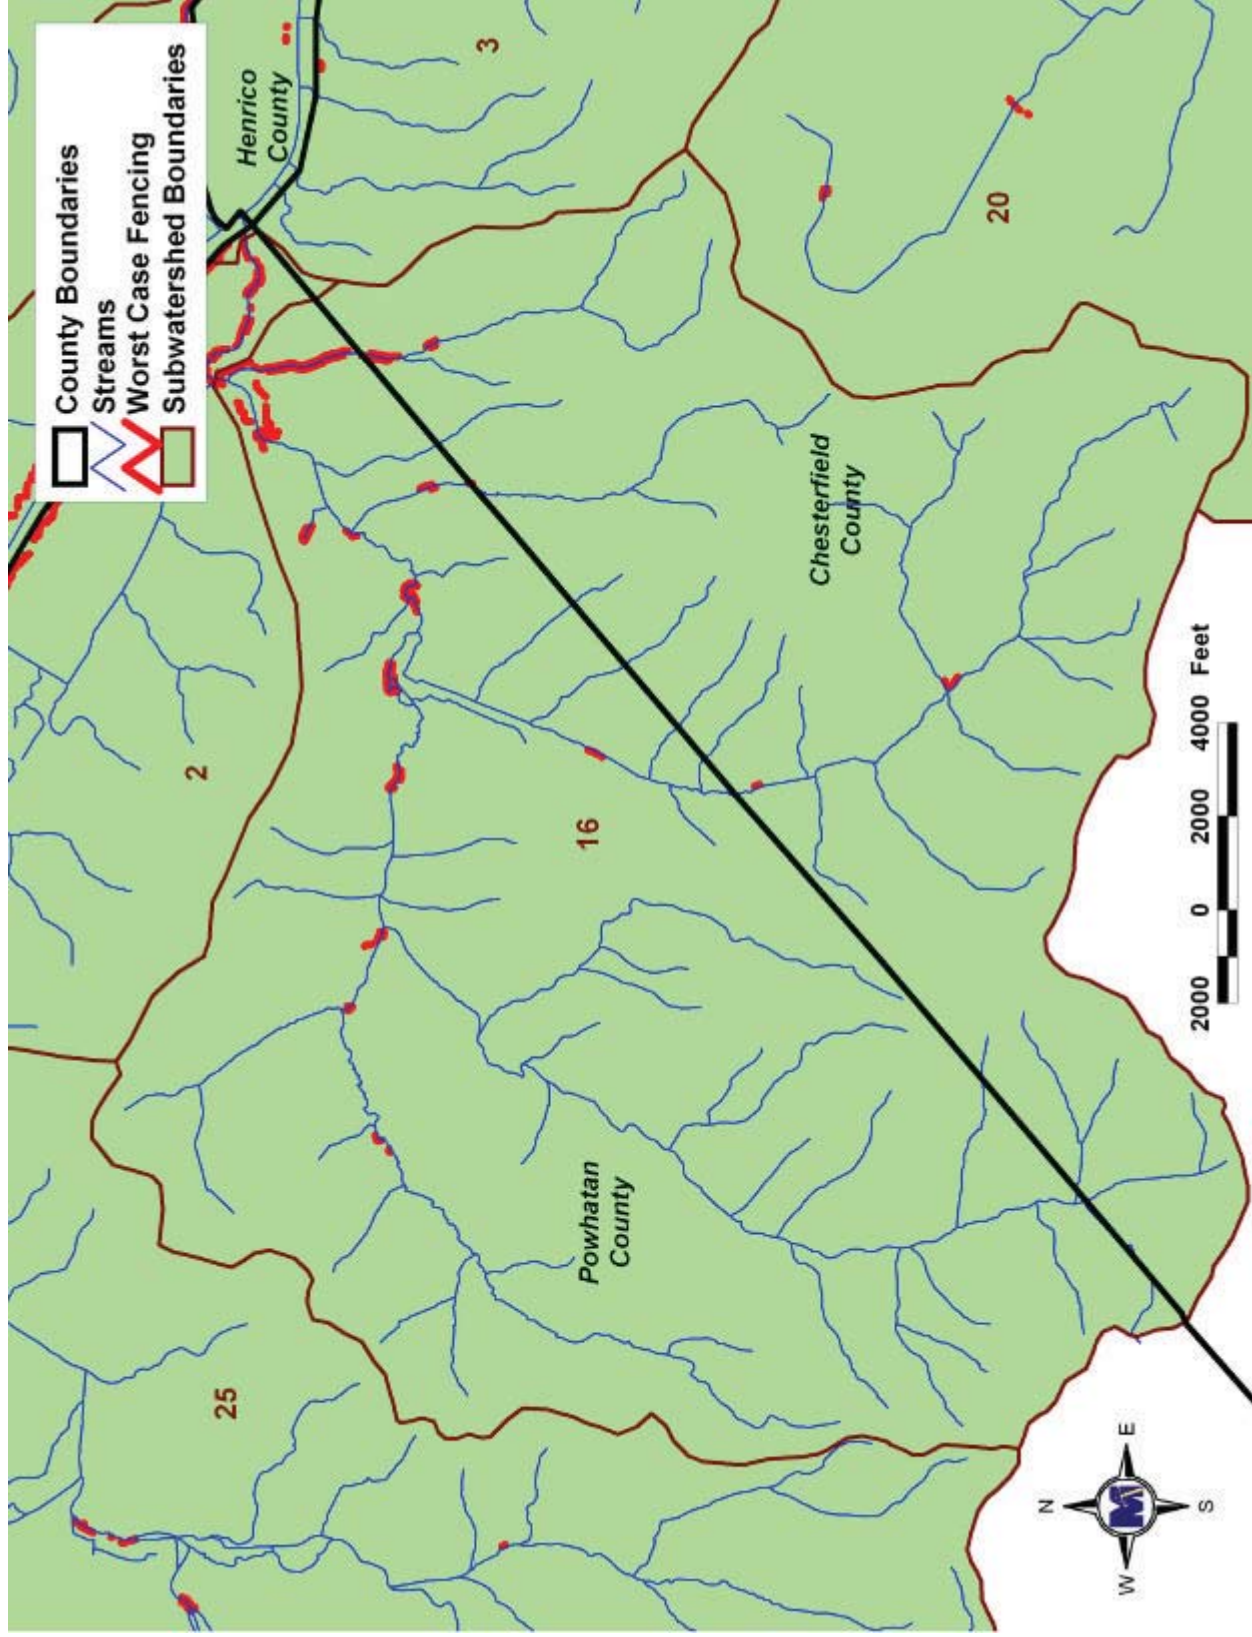 County Boundaries
Streams
Worst Case Fencing
Subwatershed Boundaries
Henrico
County
3
20
2
16
Chesterfield
County
25
Powhatan
County
2000 0 2000 4000 Feet
N
W E
S
M